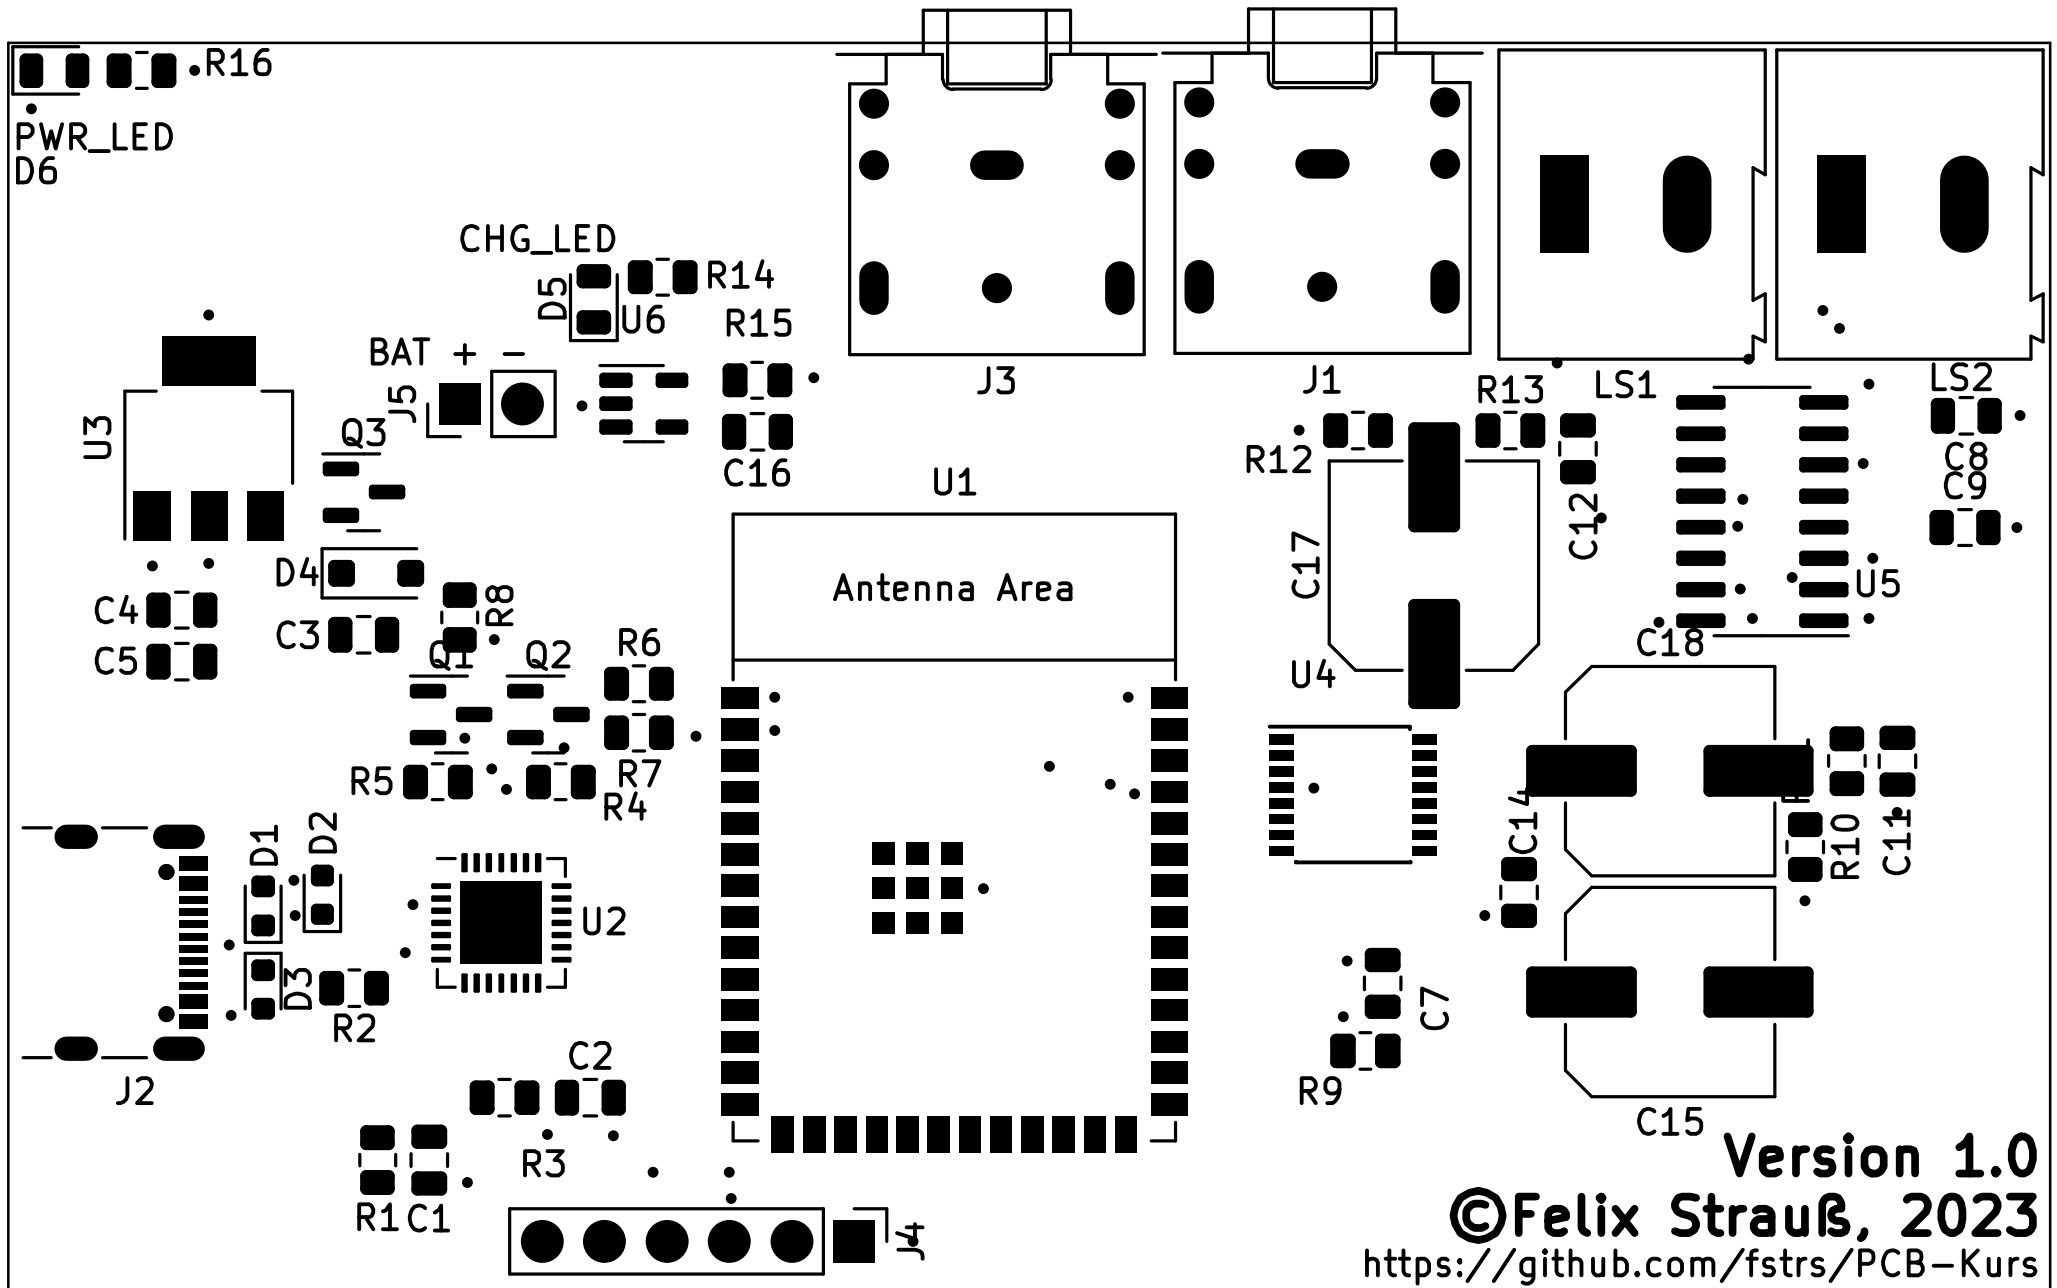 R16
PWR_LED
D6
CHG_LED
R14
D5
U6
R15
BAT + -
J5
J3
J1
LS1
LS2
R13
U3
Q3
R12
C16
U1
C8
C9
C12
C17
D4
Antenna Area
U5
C4
R8
C3
C5
Q1
Q2
R6
C18
U4
R5
R7
R4
C14
D1
D2
R10
C11
U2
D3
R2
C7
C2
J2
R9
C15
R3
Version 1.0
R1
C1
©Felix Strauß, 2023
J4
https://github.com/fstrs/PCB-Kurs